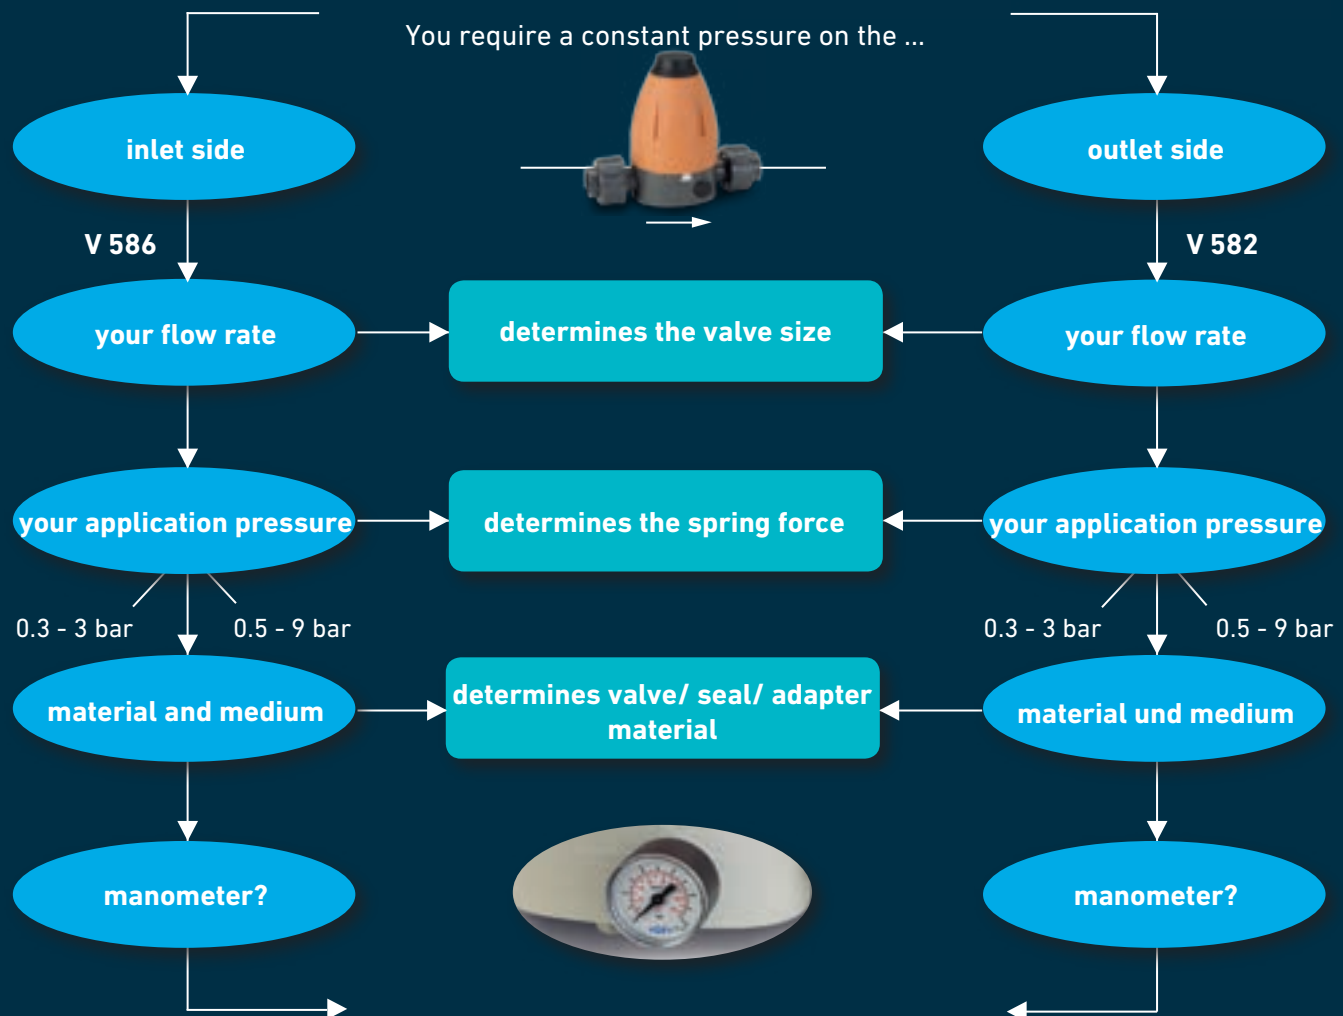 You require a constant pressure on the ...
inlet side
outlet side
V 586
V 582
your flow rate
determines the valve size
your flow rate
your application pressure
determines the spring force
your application pressure
0.3 - 3 bar
0.5 - 9 bar
0.3 - 3 bar
0.5 - 9 bar
material and medium
determines valve/ seal/ adapter
material
material und medium
manometer?
manometer?